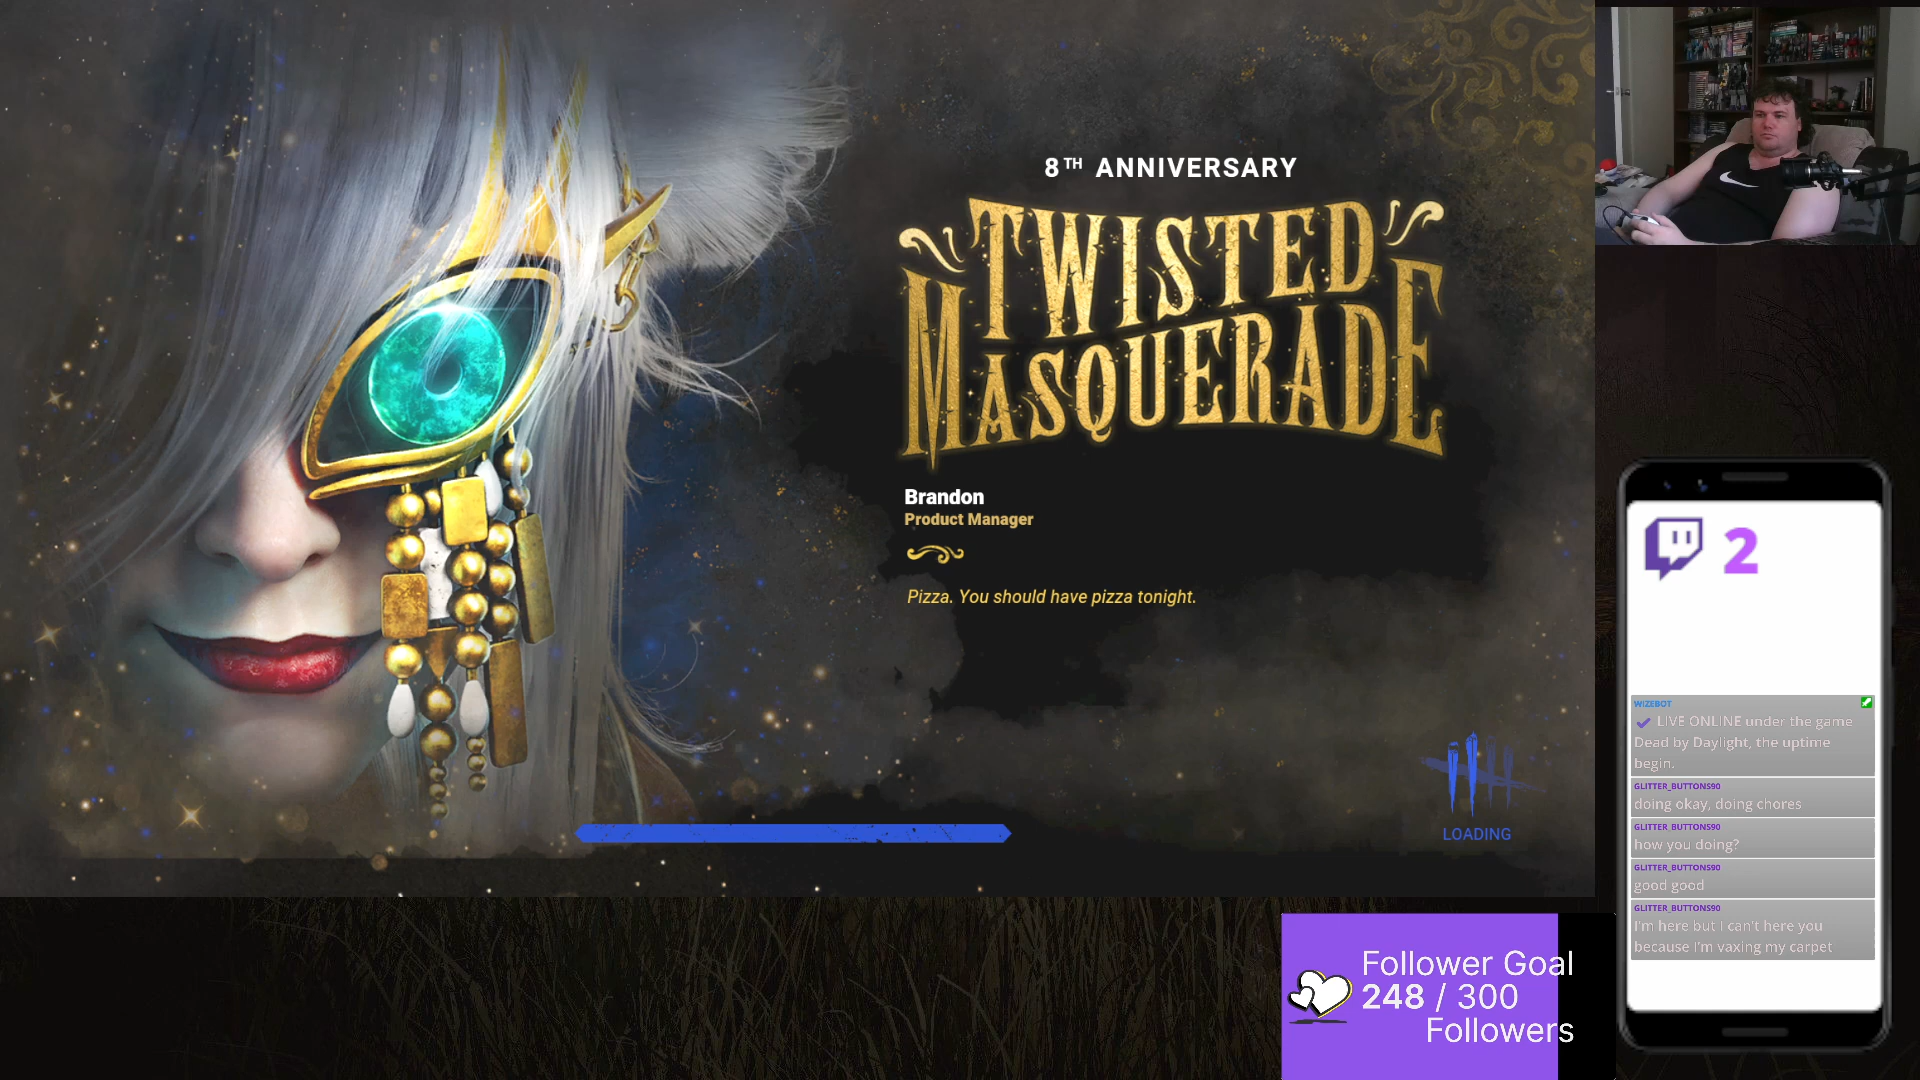 8TH ANNIVERSARY
TWISTED
MASQUERADE
Brandon
Product Manager
Pizza. You should have pizza tonight.
LOADING
2
WIZEBOT
LIVE ONLINE under the game
Dead by Daylight, the uptime
begin.
GLITTER_BUTTONS90
doing okay, doing chores
GLITTER_BUTTONS90
how you doing?
GLITTER_BUTTONS90
good good
GLITTER_BUTTONS90
I'm here but I can't here you
because I'm vaxing my carpet
Follower Goal
248 / 300
Followers